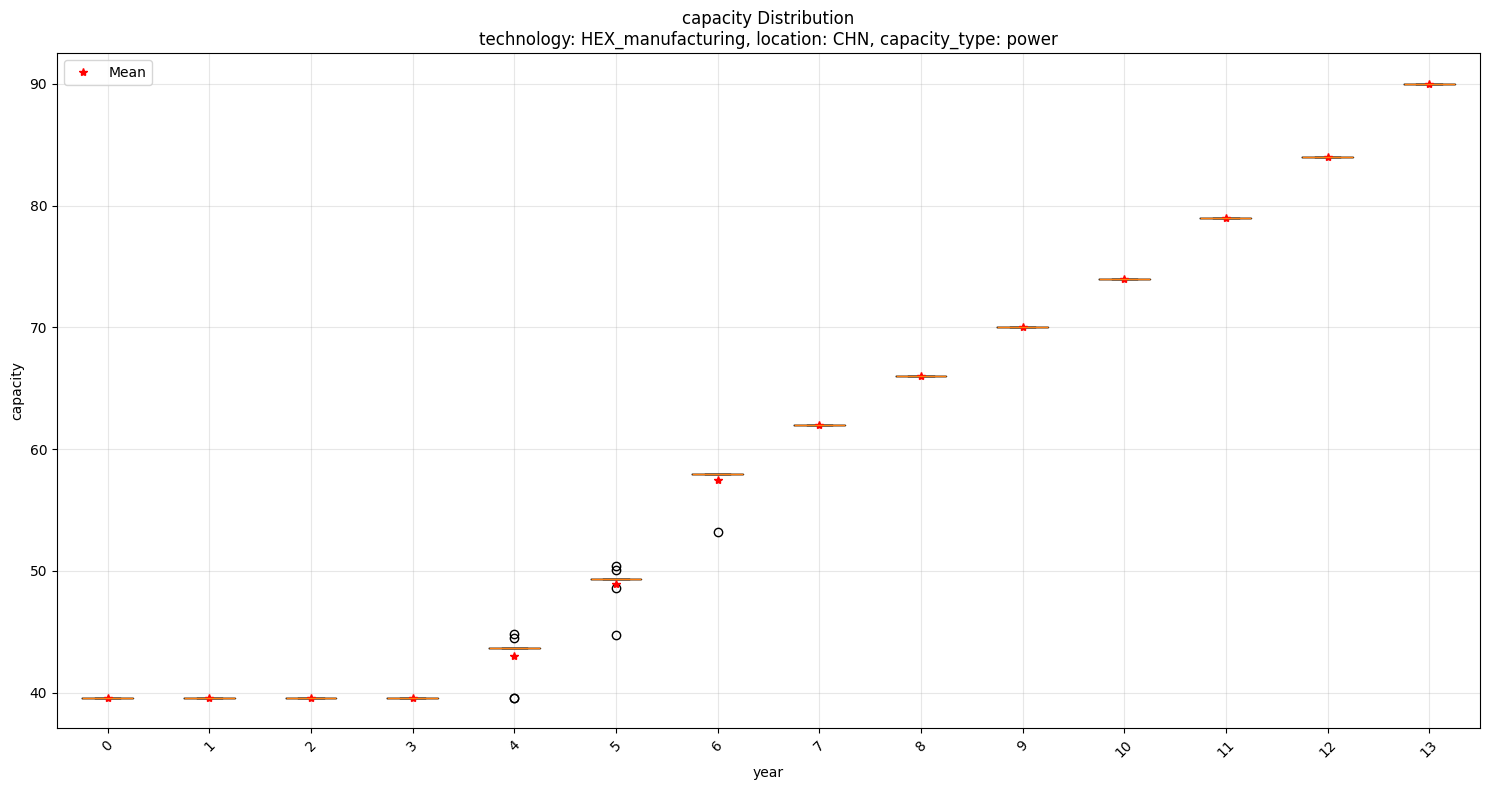 capacity Distribution
technology: HEX_manufacturing, location: CHN, capacity_type: power
Mean
90
80
70
60
50
40
capacity
0 1 2 3 4 5 6 7 8 9 10 11 12 13
year